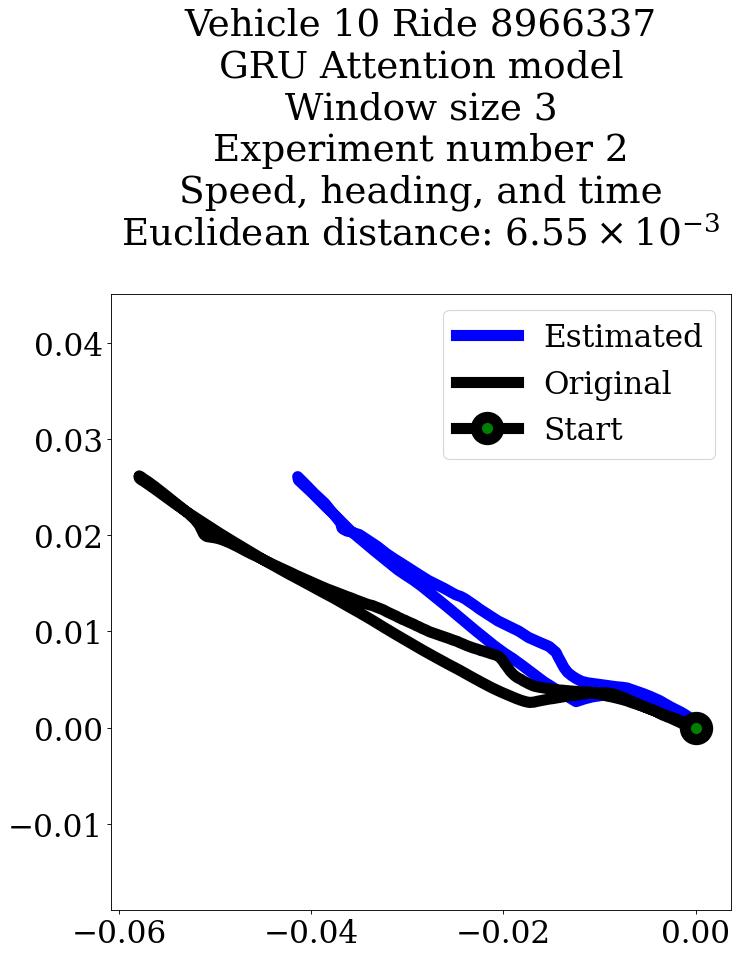 Vehicle 10 Ride 8966337
GRU Attention model
Window size 3
Experiment number 2
Speed, heading, and time
Euclidean distance: 6.55 × 10⁻³
Estimated
Original
Start
0.04
0.03
0.02
0.01
0.00
−0.01
−0.06
−0.04
−0.02
0.00